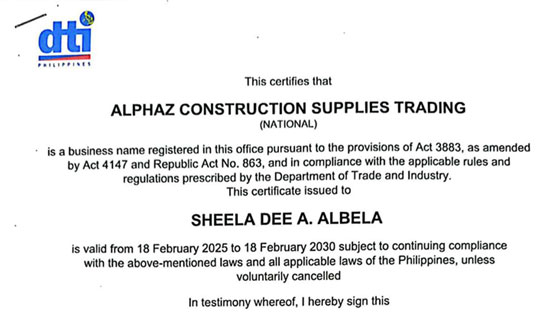 dti
PHILIPPINES
This certifies that
ALPHAZ CONSTRUCTION SUPPLIES TRADING
(NATIONAL)
is a business name registered in this office pursuant to the provisions of Act 3883, as amended
by Act 4147 and Republic Act No. 863, and in compliance with the applicable rules and
regulations prescribed by the Department of Trade and Industry.
This certificate issued to
SHEELA DEE A. ALBELA
is valid from 18 February 2025 to 18 February 2030 subject to continuing compliance
with the above-mentioned laws and all applicable laws of the Philippines, unless
voluntarily cancelled
In testimony whereof, I hereby sign this